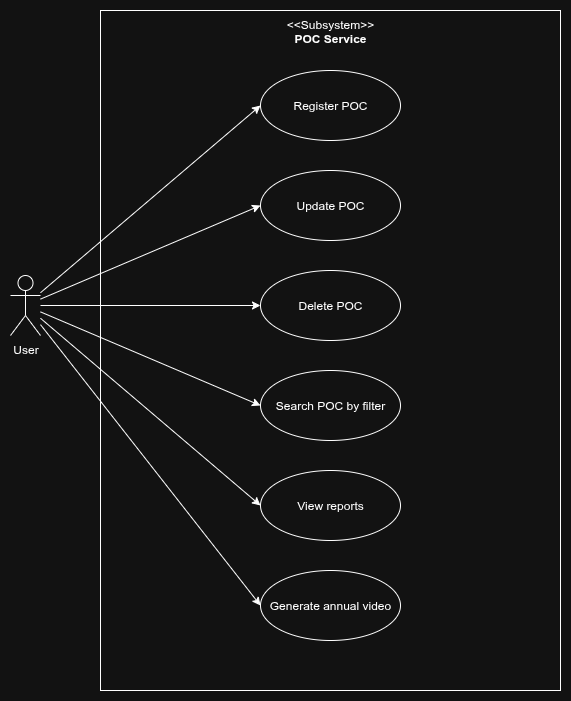 <<Subsystem>>
POC Service
Register POC
Update POC
Delete POC
User
Search POC by filter
View reports
Generate annual video